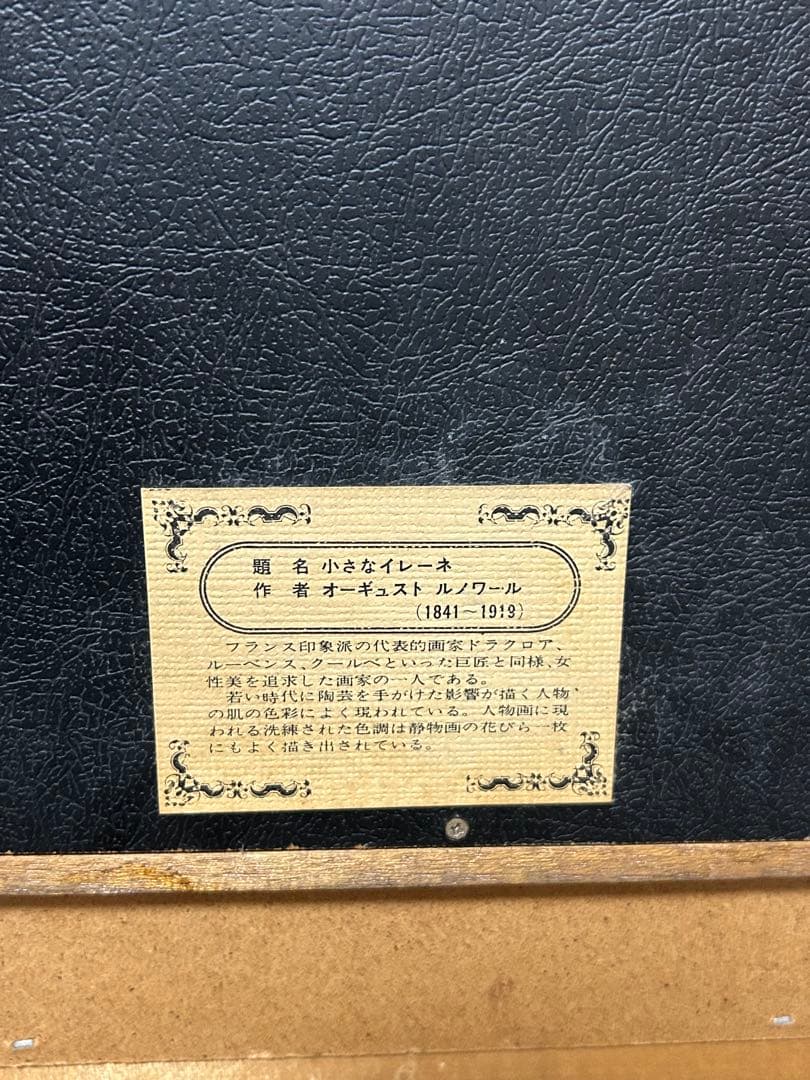 題 名 小さなイレーネ
作 者 オーギュスト ルノワール
(1841〜1919)
フランス印象派の代表的画家ドラクロア、
ルーベンス、クールベといった巨匠と同様、女
性美を追求した画家の一人である。
若い時代に陶芸を手がけた影響が描く人物
の肌の色彩によく現われている。人物画に現
われる洗練された色調は静物画の花びら一枚
にもよく描き出されている。